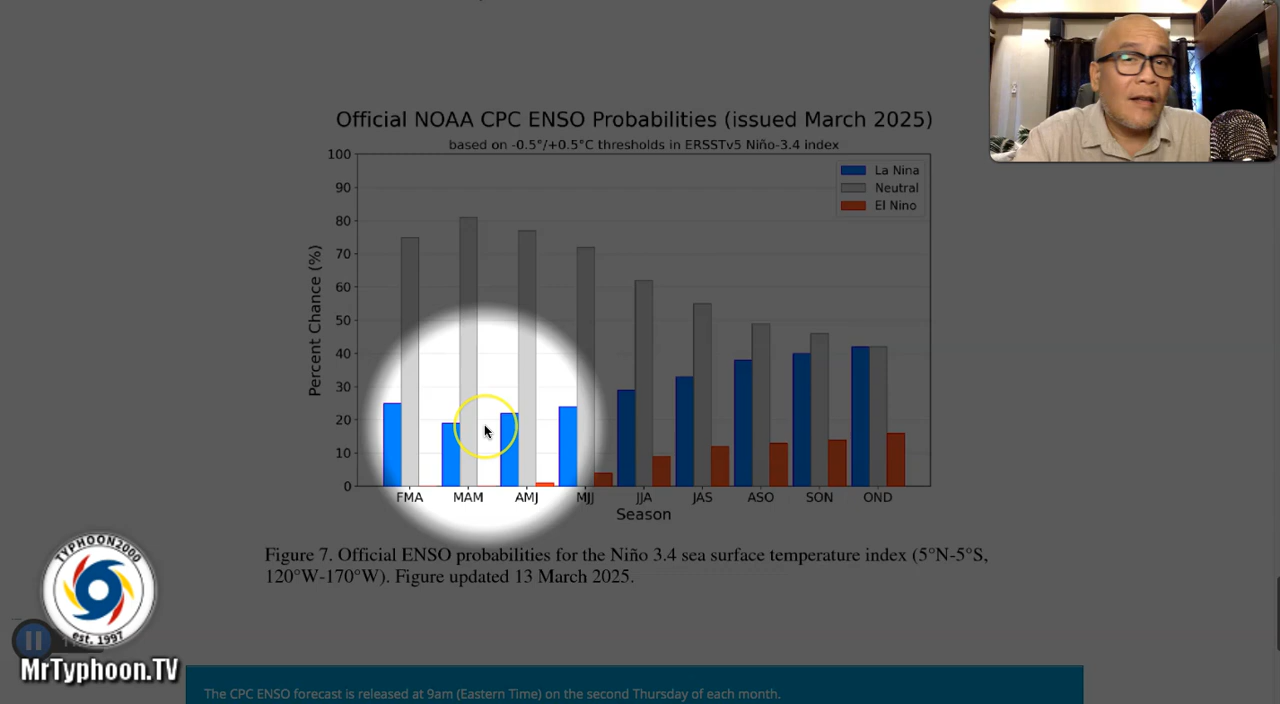 Official NOAA CPC ENSO Probabilities (issued March 2025)
based on -0.5°/+0.5°C thresholds in ERSSTv5 Niño-3.4 index
100
90
80
70
60
50
40
30
20
10
0
Percent Chance (%)
La Nina
Neutral
El Nino
FMA MAM AMJ MJJ JJA JAS ASO SON OND
Season
Figure 7. Official ENSO probabilities for the Niño 3.4 sea surface temperature index (5°N-5°S,
120°W-170°W). Figure updated 13 March 2025.
TYPHOON2000
est. 1997
MrTyphoon.TV
The CPC ENSO forecast is released at 9am (Eastern Time) on the second Thursday of each month.